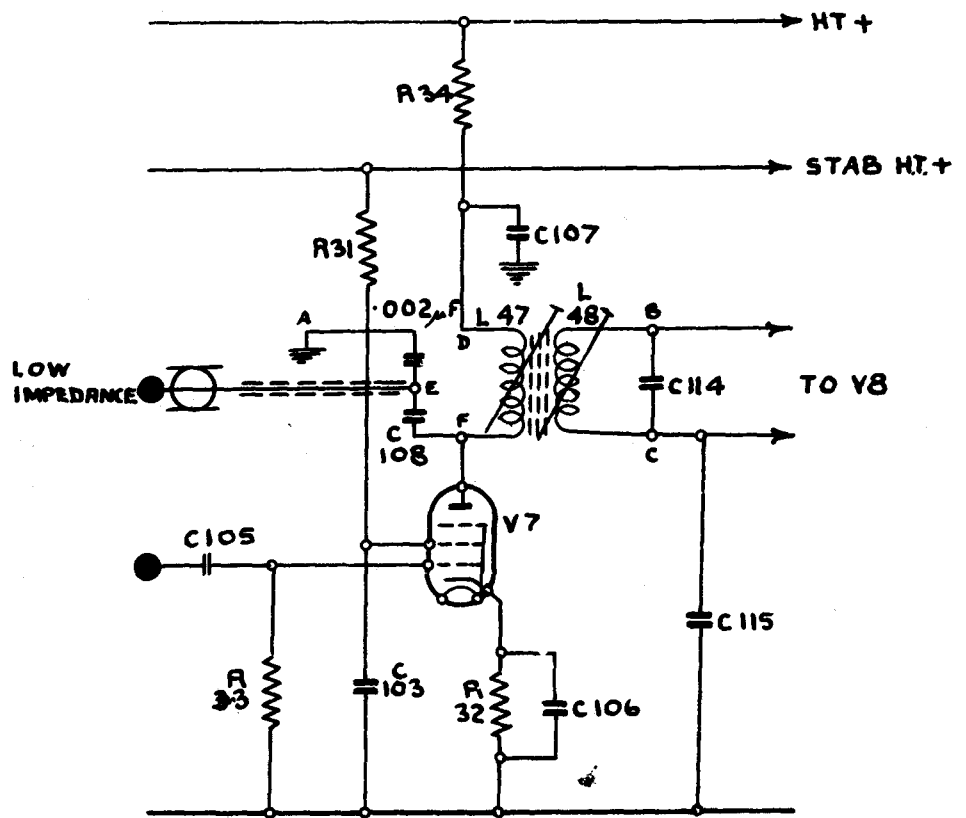 HT +
R34
STAB H.T. +
R31
C107
.002µF
A
D
L 47
L
48
B
LOW
IMPEDANCE
E
C114
TO V8
C
108
F
C
V7
C105
C115
R
33
C
103
R
32
C106